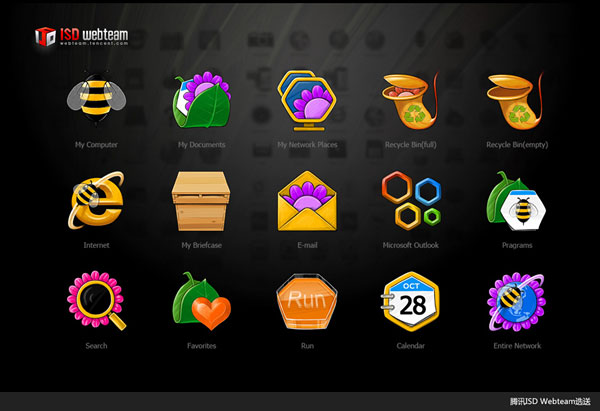 ISD webteam
webteam.tencent.com
My Computer
My Documents
My Network Places
Recycle Bin(full)
Recycle Bin(empty)
Internet
My Briefcase
E-mail
Microsoft Outlook
Pragrams
Search
Favorites
Run
Run
OCT
28
Calendar
Entire Network
腾讯ISD Webteam选送